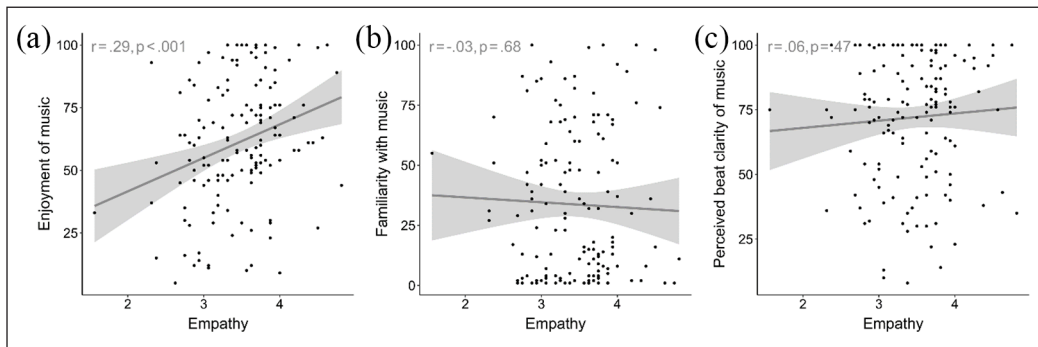 (a)
r=.29,p<.001
Enjoyment of music
100
75
50
25
2
3
4
Empathy
(b)
r=-.03,p=.68
Familiarity with music
100
75
50
25
0
2
3
4
Empathy
(c)
r=.06,p=.47
Perceived beat clarity of music
100
75
50
25
2
3
4
Empathy